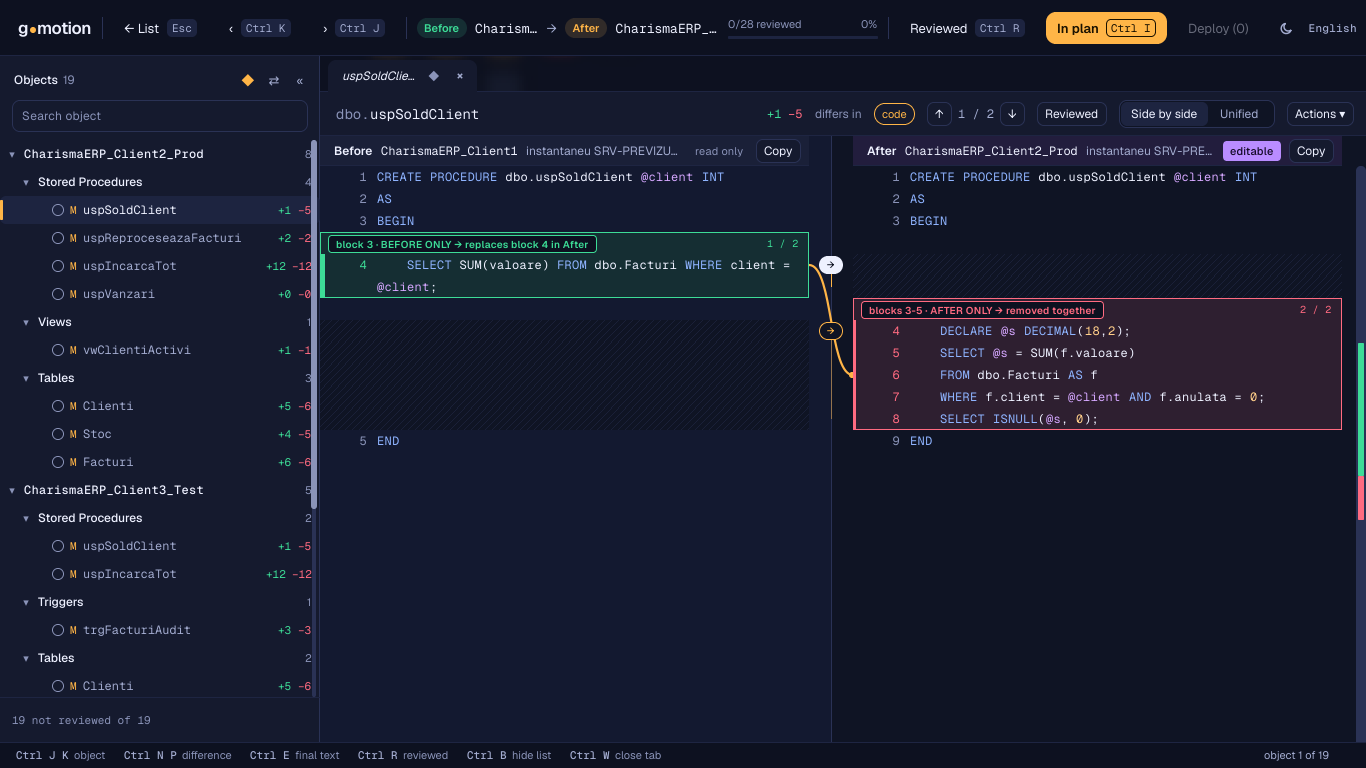 g•motion ← List Esc ‹ Ctrl K › Ctrl J Before Charism… → After CharismaERP_… 0/28 reviewed 0% Reviewed Ctrl R In plan Ctrl I Deploy (0) English
Objects 19 ⇄ «
Search object
▾ CharismaERP_Client2_Prod 8
▾ Stored Procedures 4
M uspSoldClient +1 −5
M uspReproceseazaFacturi +2 −2
M uspIncarcaTot +12 −12
M uspVanzari +0 −0
▾ Views 1
M vwClientiActivi +1 −1
▾ Tables 3
M Clienti +5 −6
M Stoc +4 −5
M Facturi +6 −6
▾ CharismaERP_Client3_Test 5
▾ Stored Procedures 2
M uspSoldClient +1 −5
M uspIncarcaTot +12 −12
▾ Triggers 1
M trgFacturiAudit +3 −3
▾ Tables 2
M Clienti +5 −6
19 not reviewed of 19
uspSoldClie… ◆ ×
dbo.uspSoldClient +1 −5 differs in code ↑ 1 / 2 ↓ Reviewed Side by side Unified Actions ▾
Before CharismaERP_Client1 instantaneu SRV-PREVIZU… read only Copy
1 CREATE PROCEDURE dbo.uspSoldClient @client INT
2 AS
3 BEGIN
block 3 · BEFORE ONLY → replaces block 4 in After 1 / 2
4 SELECT SUM(valoare) FROM dbo.Facturi WHERE client =
@client;
5 END
→
→
After CharismaERP_Client2_Prod instantaneu SRV-PRE… editable Copy
1 CREATE PROCEDURE dbo.uspSoldClient @client INT
2 AS
3 BEGIN
blocks 3-5 · AFTER ONLY → removed together 2 / 2
4 DECLARE @s DECIMAL(18,2);
5 SELECT @s = SUM(f.valoare)
6 FROM dbo.Facturi AS f
7 WHERE f.client = @client AND f.anulata = 0;
8 SELECT ISNULL(@s, 0);
9 END
Ctrl J K object Ctrl N P difference Ctrl E final text Ctrl R reviewed Ctrl B hide list Ctrl W close tab object 1 of 19